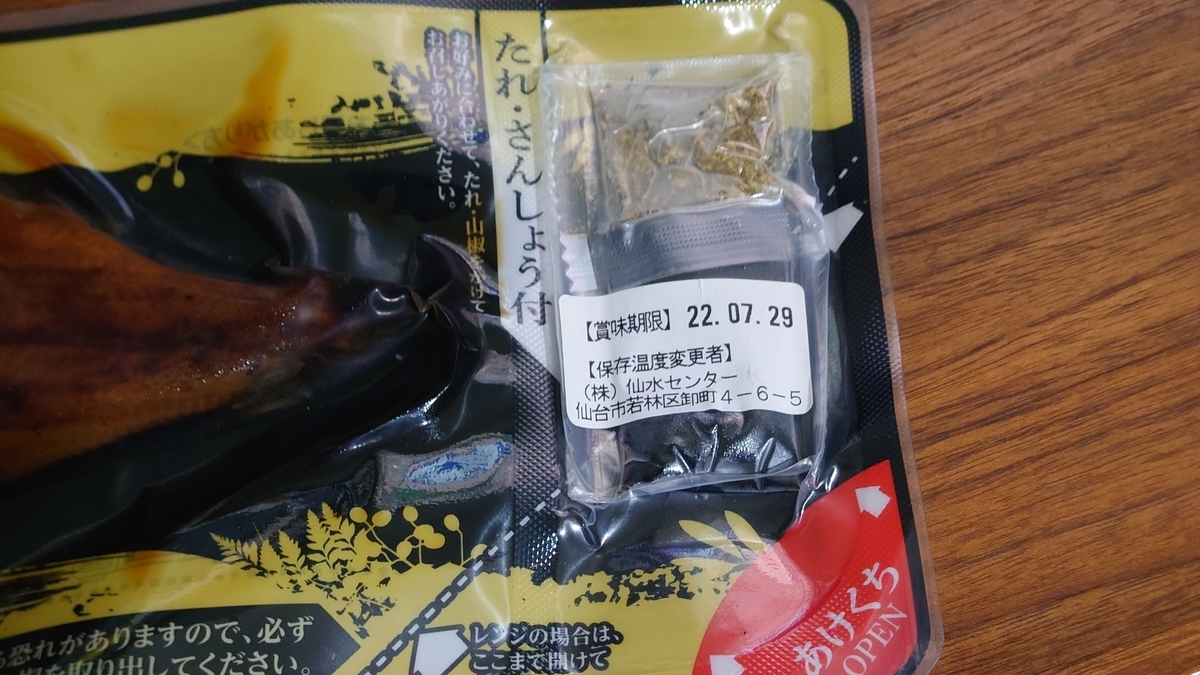 たれ・さんしょう付
お好みに合わせて、たれ・山椒をかけて
お召しあがりください。
【賞味期限】 22.07.29
【保存温度変更者】
(株) 仙水センター
仙台市若林区卸町4-6-5
恐れがありますので、必ず
を取り出してください。
レンジの場合は、
ここまで開けて
あけくち
OPEN